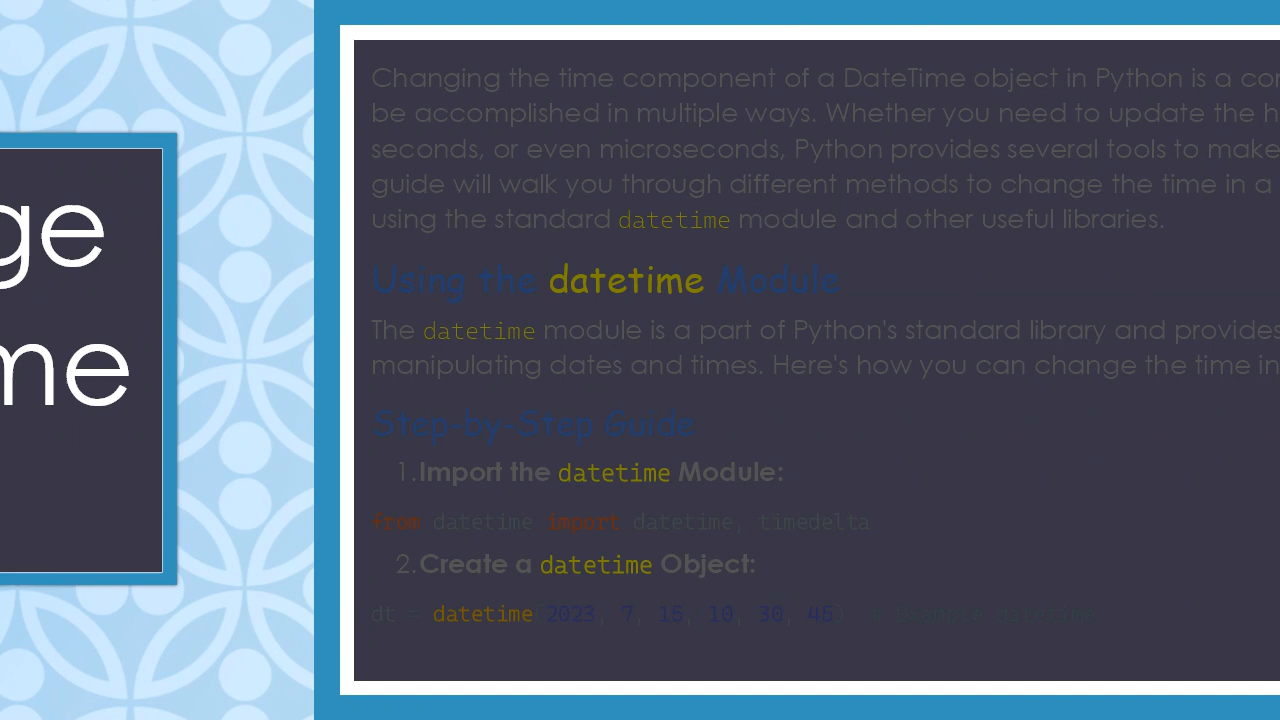 ge
me
Changing the time component of a DateTime object in Python is a
be accomplished in multiple ways. Whether you need to update the
seconds, or even microseconds, Python provides several tools to make
guide will walk you through different methods to change the time in a
using the standard datetime module and other useful libraries.
Using the datetime Module
The datetime module is a part of Python's standard library and provides
manipulating dates and times. Here's how you can change the time in
Step-by-Step Guide
1.Import the datetime Module:
from datetime import datetime, timedelta
2.Create a datetime Object:
dt = datetime(2023, 7, 15, 10, 30, 45) # Example datetime